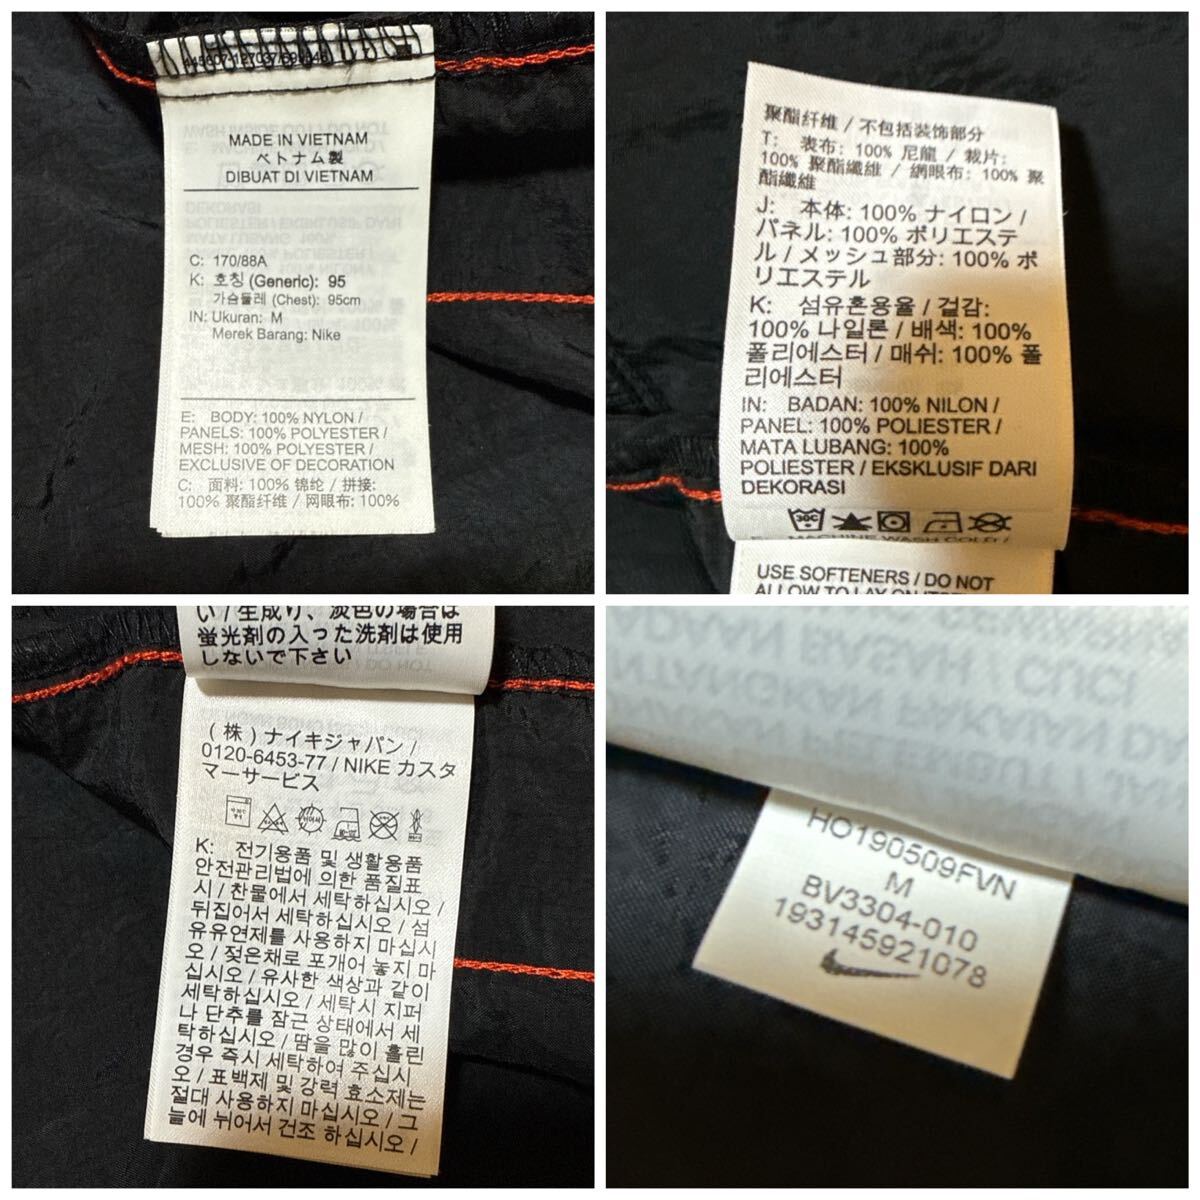 MADE IN VIETNAM
ベトナム製
DIBUAT DI VIETNAM
C: 170/88A
K: 호칭 (Generic): 95
가슴둘레 (Chest): 95cm
IN: Ukuran: M
Merek Barang: Nike
E: BODY: 100% NYLON /
PANELS: 100% POLYESTER /
MESH: 100% POLYESTER /
EXCLUSIVE OF DECORATION
C: 面料: 100% 锦纶 / 拼接:
100% 聚酯纤维 / 网眼布: 100%
聚酯纤维 / 不包括装饰部分
T: 表布: 100% 尼龍 / 裁片:
100% 聚酯纖維 / 網眼布: 100% 聚
酯纖維
J: 本体: 100% ナイロン /
パネル: 100% ポリエステ
ル / メッシュ部分: 100% ポ
リエステル
K: 섬유혼용율 / 겉감:
100% 나일론 / 배색: 100%
폴리에스터 / 매쉬: 100% 폴
리에스터
IN: BADAN: 100% NILON /
PANEL: 100% POLIESTER /
MATA LUBANG: 100%
POLIESTER / EKSKLUSIF DARI
DEKORASI
30C
E: MACHINE WASH COLD /
USE SOFTENERS / DO NOT
ALLOW TO LAY ON ITSELF
い / 生成り、淡色の場合は
蛍光剤の入った洗剤は使用
しないで下さい
(株) ナイキジャパン /
0120-6453-77 / NIKE カスタ
マーサービス
K: 전기용품 및 생활용품
안전관리법에 의한 품질표
시 / 찬물에서 세탁하십시오 /
뒤집어서 세탁하십시오 / 섬
유유연제를 사용하지 마십시
오 / 젖은채로 포개어 놓지 마
십시오 / 유사한 색상과 같이
세탁하십시오 / 세탁시 지퍼
나 단추를 잠근 상태에서 세
탁하십시오 / 땀을 많이 흘린
경우 즉시 세탁하여 주십시
오 / 표백제 및 강력 효소제는
절대 사용하지 마십시오 / 그
늘에 뉘어서 건조 하십시오 /
HO190509FVN
M
BV3304-010
193145921078